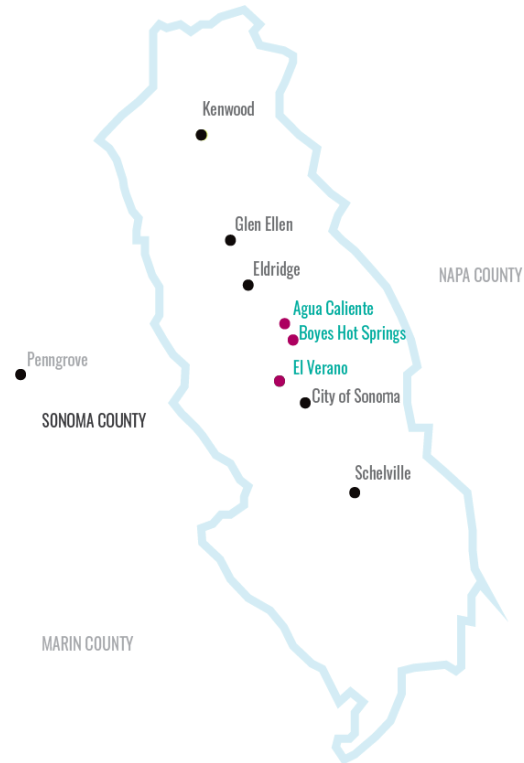 Kenwood
Glen Ellen
Eldridge
NAPA COUNTY
Agua Caliente
Boyes Hot Springs
Penngrove
El Verano
City of Sonoma
SONOMA COUNTY
Schelville
MARIN COUNTY